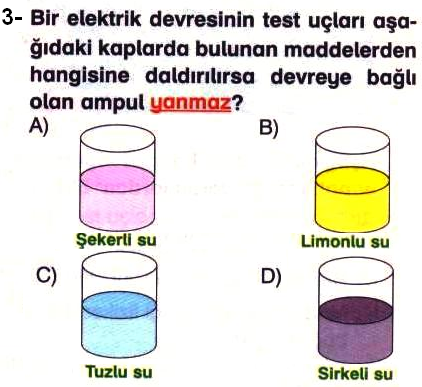 3- Bir elektrik devresinin test uçları aşa-
ğıdaki kaplarda bulunan maddelerden
hangisine daldırılırsa devreye bağlı
olan ampul yanmaz?
A)
B)
Şekerli su
Limonlu su
C)
D)
Tuzlu su
Sirkeli su